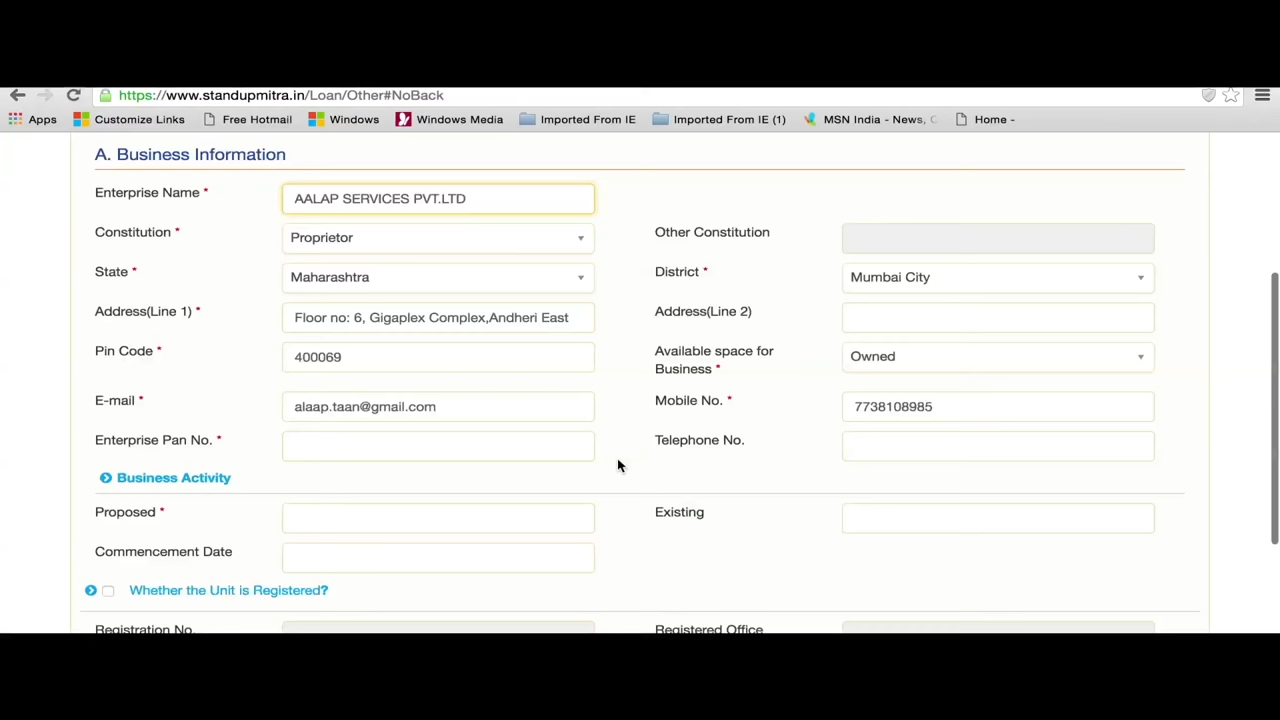 https://www.standupmitra.in/Loan/Other#NoBack
Apps Customize Links Free Hotmail Windows Windows Media Imported From IE Imported From IE (1) MSN India - News, C Home -
A. Business Information
Enterprise Name * AALAP SERVICES PVT.LTD
Constitution * Proprietor Other Constitution
State * Maharashtra District * Mumbai City
Address(Line 1) * Floor no: 6, Gigaplex Complex,Andheri East Address(Line 2)
Pin Code * 400069 Available space for Business * Owned
E-mail * alaap.taan@gmail.com Mobile No. * 7738108985
Enterprise Pan No. * Telephone No.
Business Activity
Proposed * Existing
Commencement Date
Whether the Unit is Registered?
Registration No. Registered Office